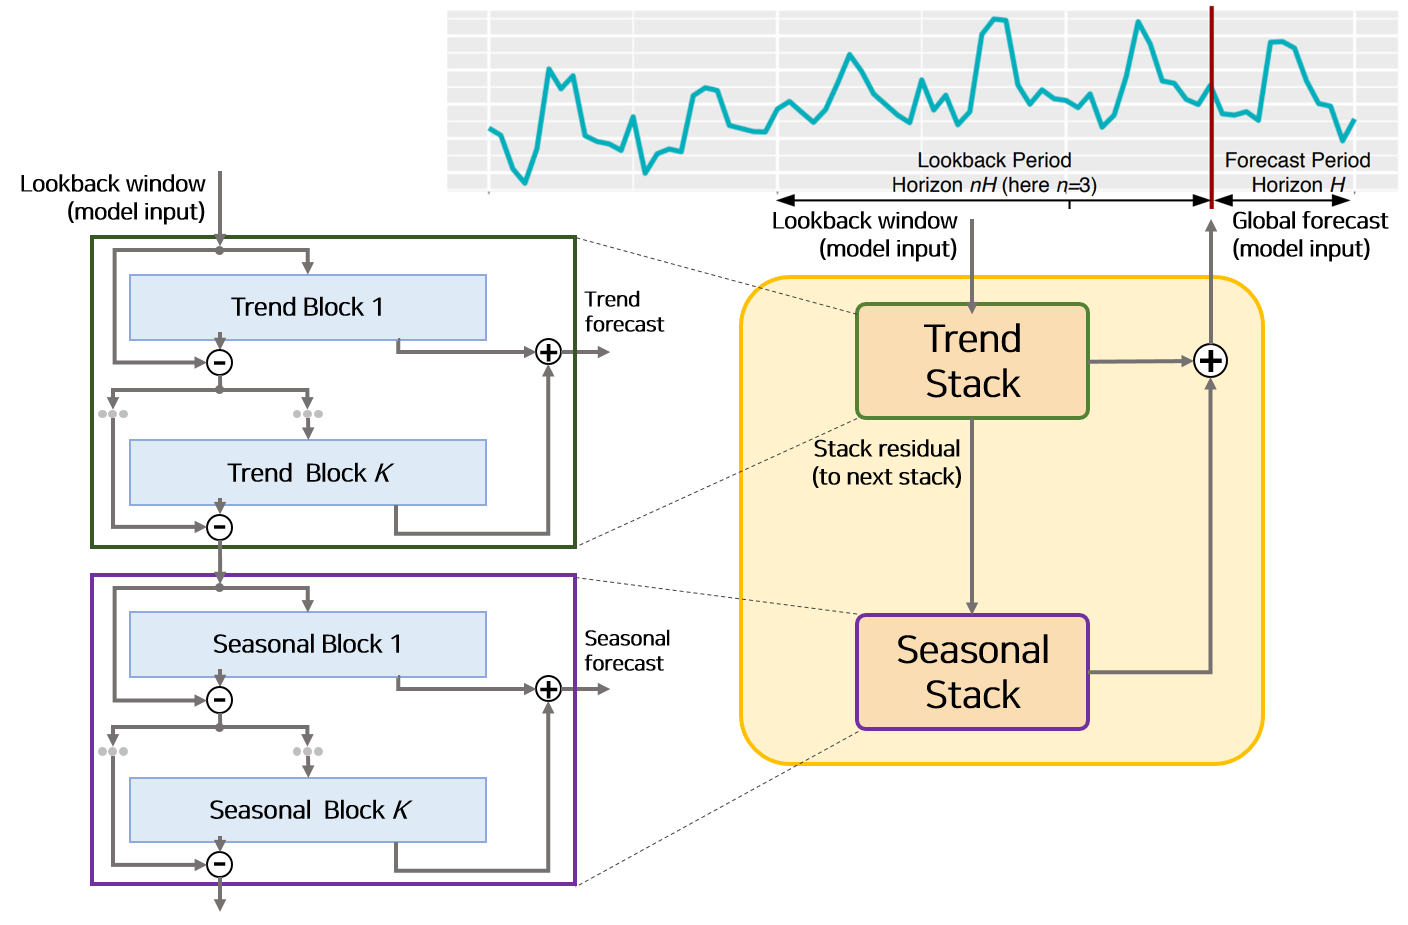 Lookback Period
Horizon nH (here n=3)
Forecast Period
Horizon H
Lookback window
(model input)
Global forecast
(model input)
Lookback window
(model input)
Trend Block 1
Trend
forecast
Trend Block K
Seasonal Block 1
Seasonal
forecast
Seasonal Block K
Trend
Stack
Stack residual
(to next stack)
Seasonal
Stack